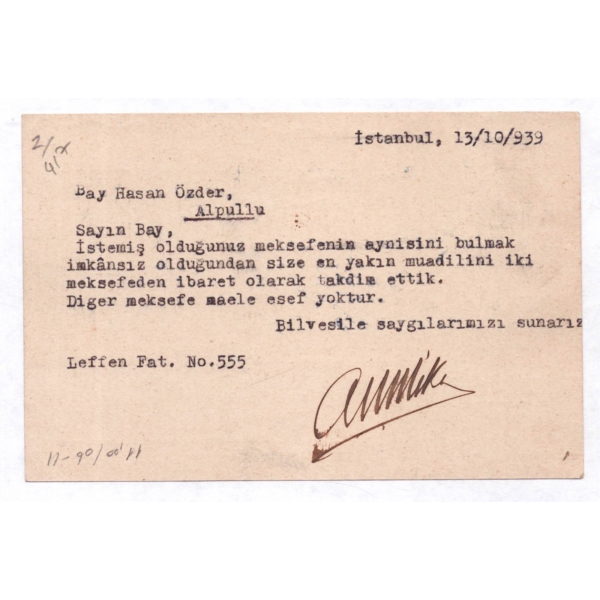 İstanbul, 13/10/939
Bay Hasan Özder,
Alpullu
Sayın Bay,
İstemiş olduğunuz meksefenin aynisini bulmak
imkânsız olduğundan size en yakın muadilini iki
meksefeden ibaret olarak takdim ettik.
Diger meksefe maele esef yoktur.
Bilvesile saygılarımızı sunarız
Leffen Fat. No.555